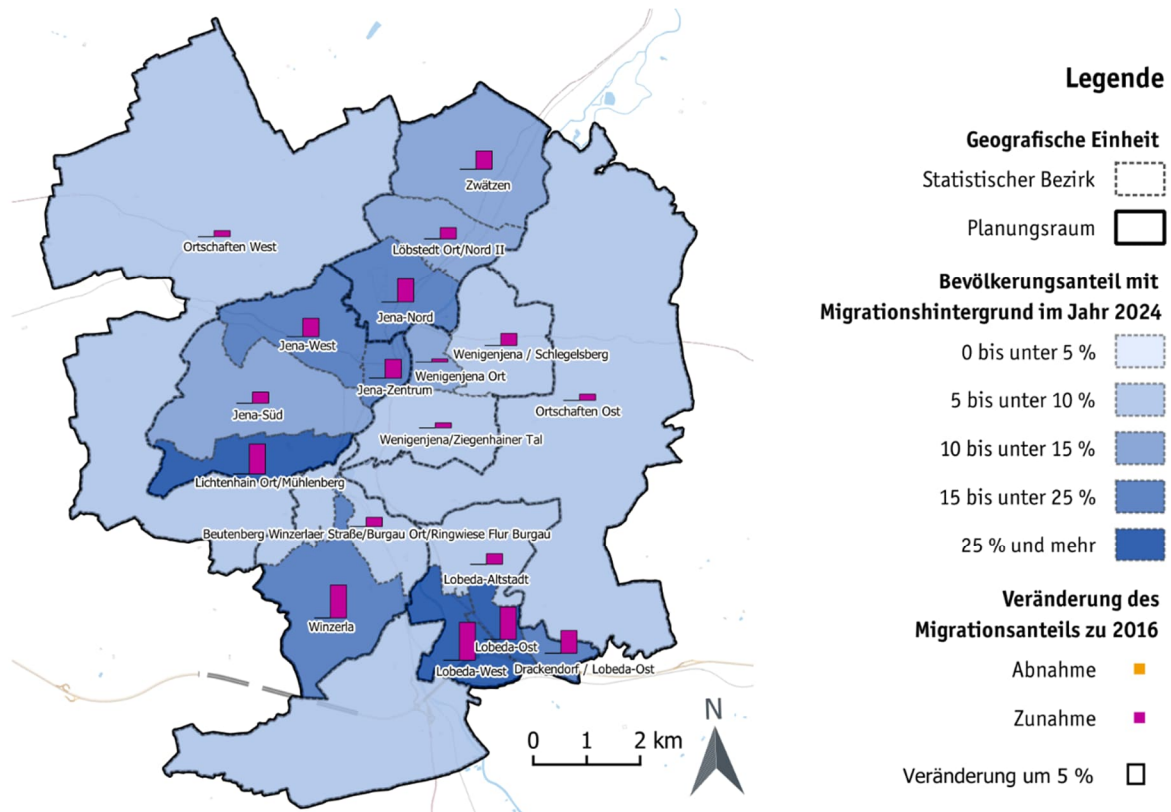 Zwätzen
Ortschaften West
Löbstedt Ort/Nord II
Jena-Nord
Jena-West
Wenigenjena / Schlegelsberg
Wenigenjena Ort
Jena-Zentrum
Ortschaften Ost
Jena-Süd
Wenigenjena/Ziegenhainer Tal
Lichtenhain Ort/Mühlenberg
Beutenberg Winzerlaer Straße/Burgau Ort/Ringwiese Flur Burgau
Lobeda-Altstadt
Winzerla
Lobeda-Ost
Lobeda-West
Drackendorf / Lobeda-Ost
0 1 2 km
N
Legende
Geografische Einheit
Statistischer Bezirk
Planungsraum
Bevölkerungsanteil mit
Migrationshintergrund im Jahr 2024
0 bis unter 5 %
5 bis unter 10 %
10 bis unter 15 %
15 bis unter 25 %
25 % und mehr
Veränderung des
Migrationsanteils zu 2016
Abnahme
Zunahme
Veränderung um 5 %